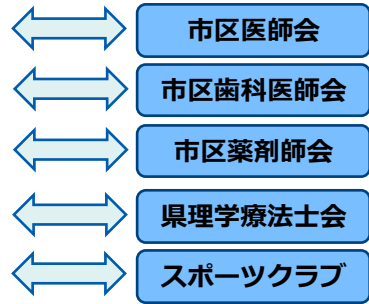 市区医師会
市区歯科医師会
市区薬剤師会
県理学療法士会
スポーツクラブ